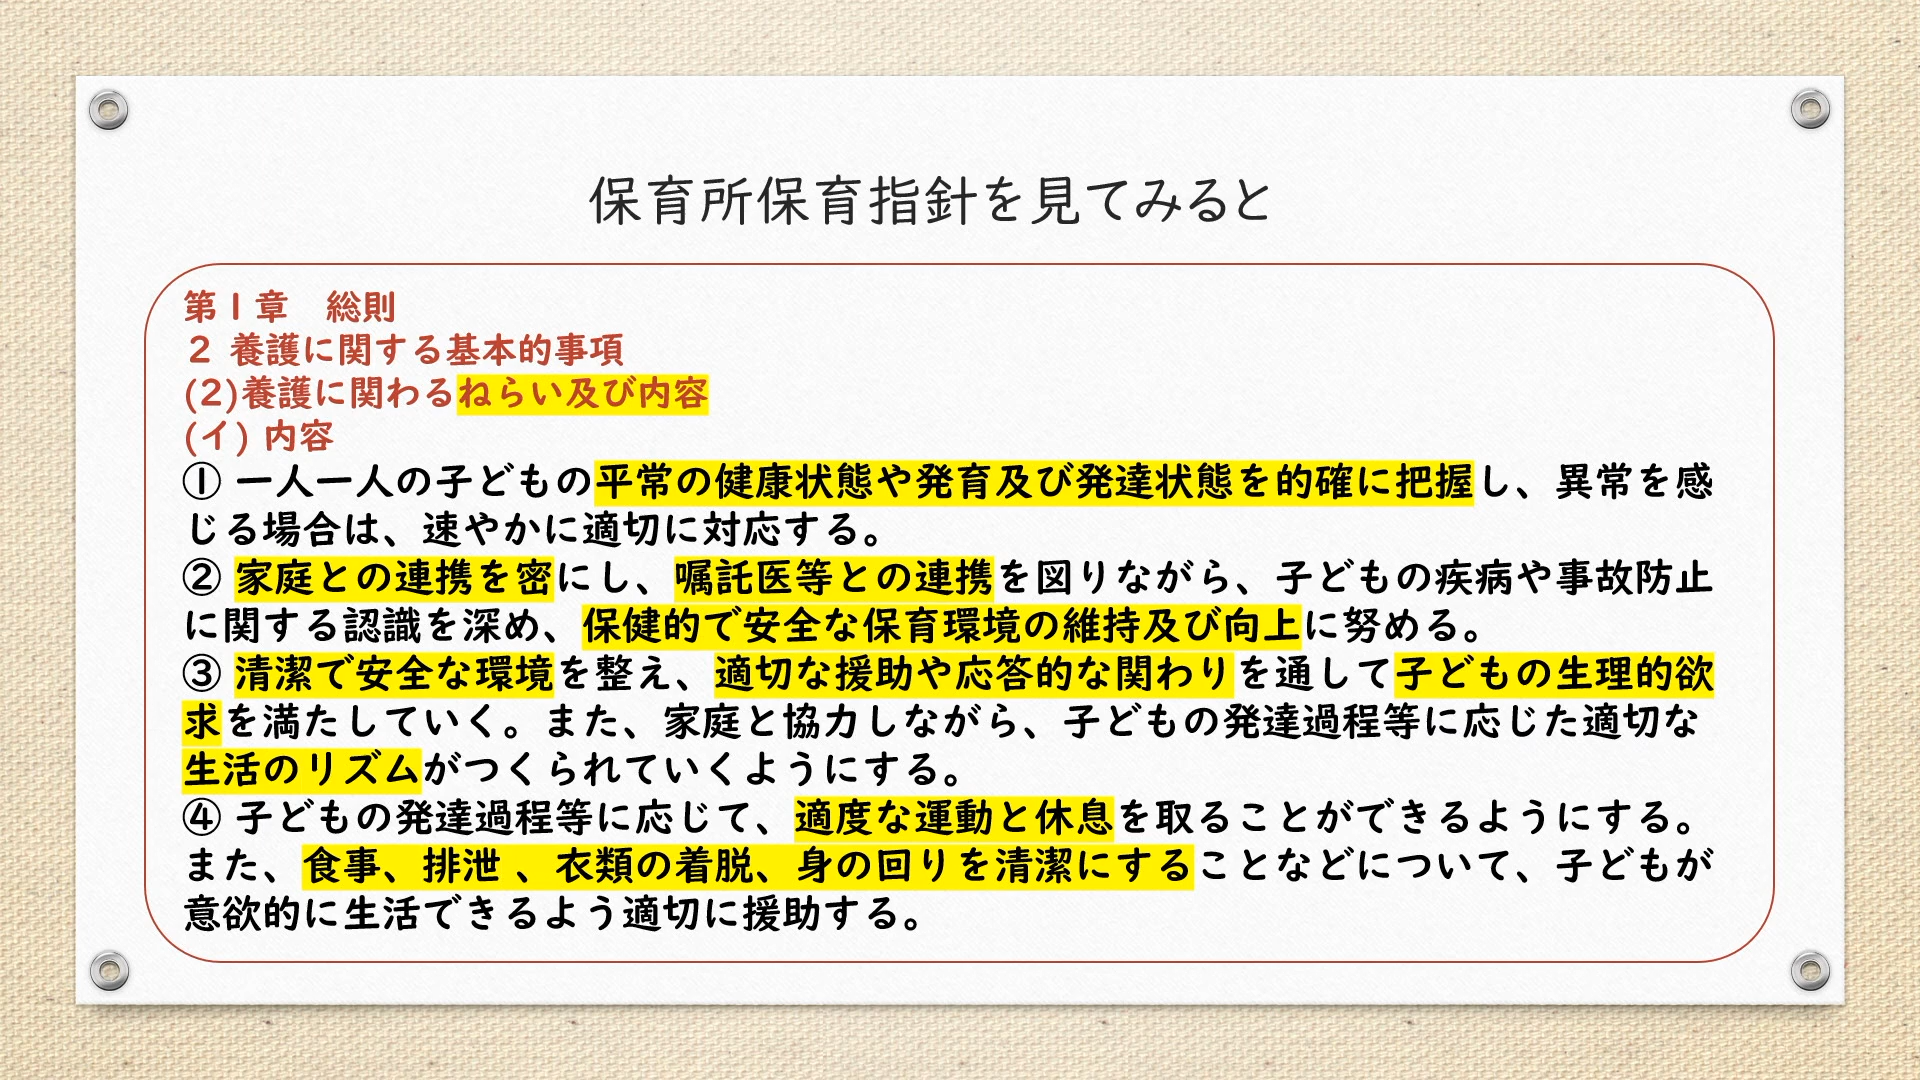 保育所保育指針を見てみると
第1章　総則
2 養護に関する基本的事項
(2)養護に関わるねらい及び内容
(イ) 内容
① 一人一人の子どもの平常の健康状態や発育及び発達状態を的確に把握し、異常を感
じる場合は、速やかに適切に対応する。
② 家庭との連携を密にし、嘱託医等との連携を図りながら、子どもの疾病や事故防止
に関する認識を深め、保健的で安全な保育環境の維持及び向上に努める。
③ 清潔で安全な環境を整え、適切な援助や応答的な関わりを通して子どもの生理的欲
求を満たしていく。また、家庭と協力しながら、子どもの発達過程等に応じた適切な
生活のリズムがつくられていくようにする。
④ 子どもの発達過程等に応じて、適度な運動と休息を取ることができるようにする。
また、食事、排泄 、衣類の着脱、身の回りを清潔にすることなどについて、子どもが
意欲的に生活できるよう適切に援助する。